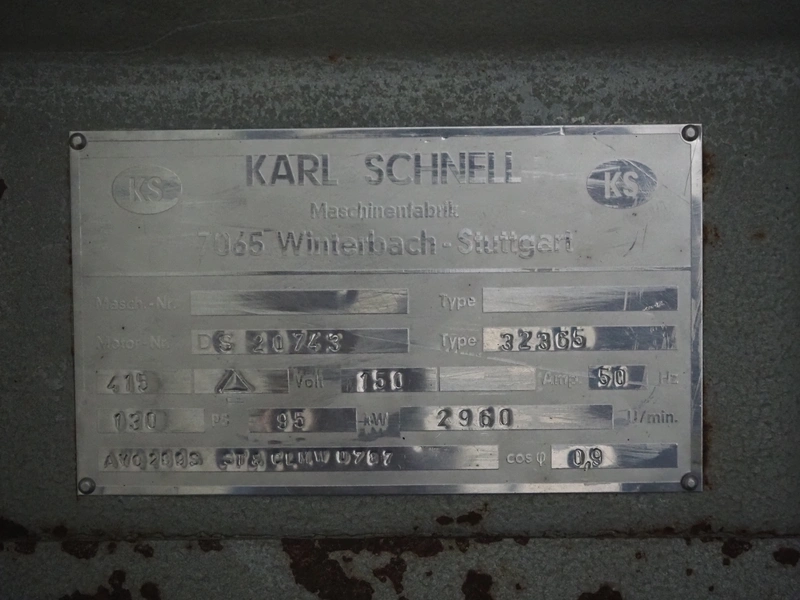 KS KARL SCHNELL KS
Maschinenfabrik
7065 Winterbach-Stuttgart
Masch.-Nr. Type
Motor-Nr. DS 20743 Type 32365
415 Volt 150 Amp. 50 Hz
130 PS 95 kW 2960 U/min.
cos φ 0,9